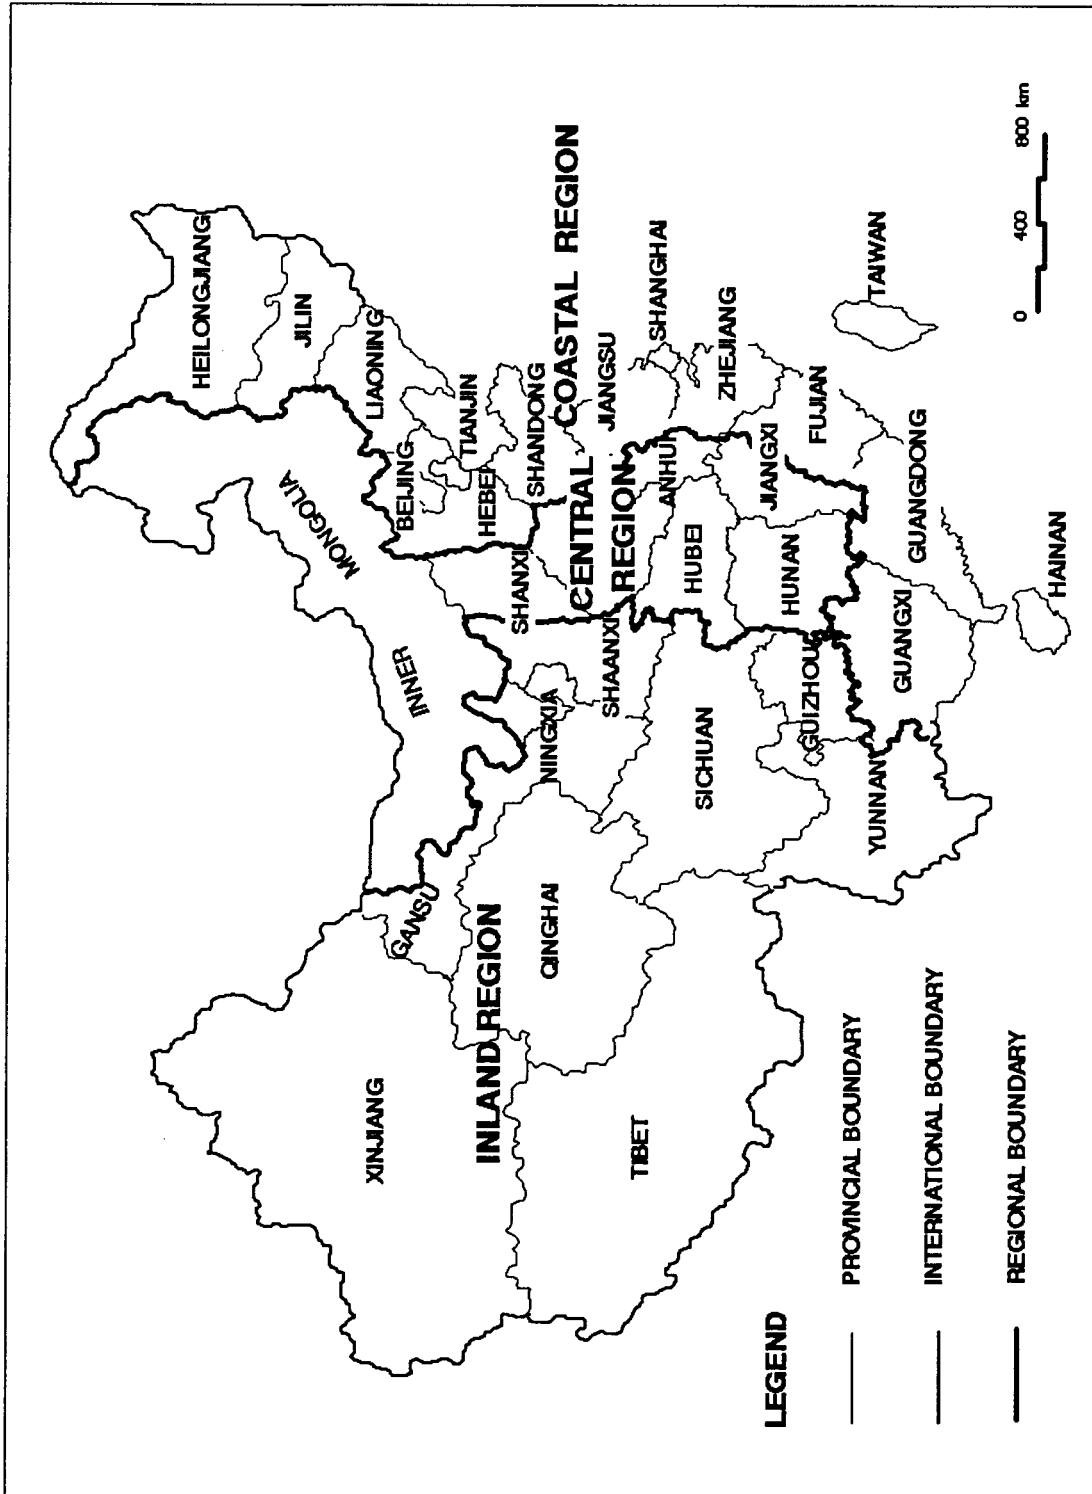 HEILONGJIANG
JILIN
LIAONING
INNER
MONGOLIA
BEIJING
TIANJIN
HEBEI
SHANDONG
COASTAL REGION
SHANXI
CENTRAL
REGION
JIANGSU
SHANGHAI
ANHUI
ZHEJIANG
HUBEI
JIANGXI
HUNAN
FUJIAN
TAIWAN
GUANGDONG
GUANGXI
HAINAN
XINJIANG
GANSU
INLAND REGION
QINGHAI
NINGXIA
SHAANXI
TIBET
SICHUAN
GUIZHOU
YUNNAN
LEGEND
PROVINCIAL BOUNDARY
INTERNATIONAL BOUNDARY
REGIONAL BOUNDARY
0 400 800 km